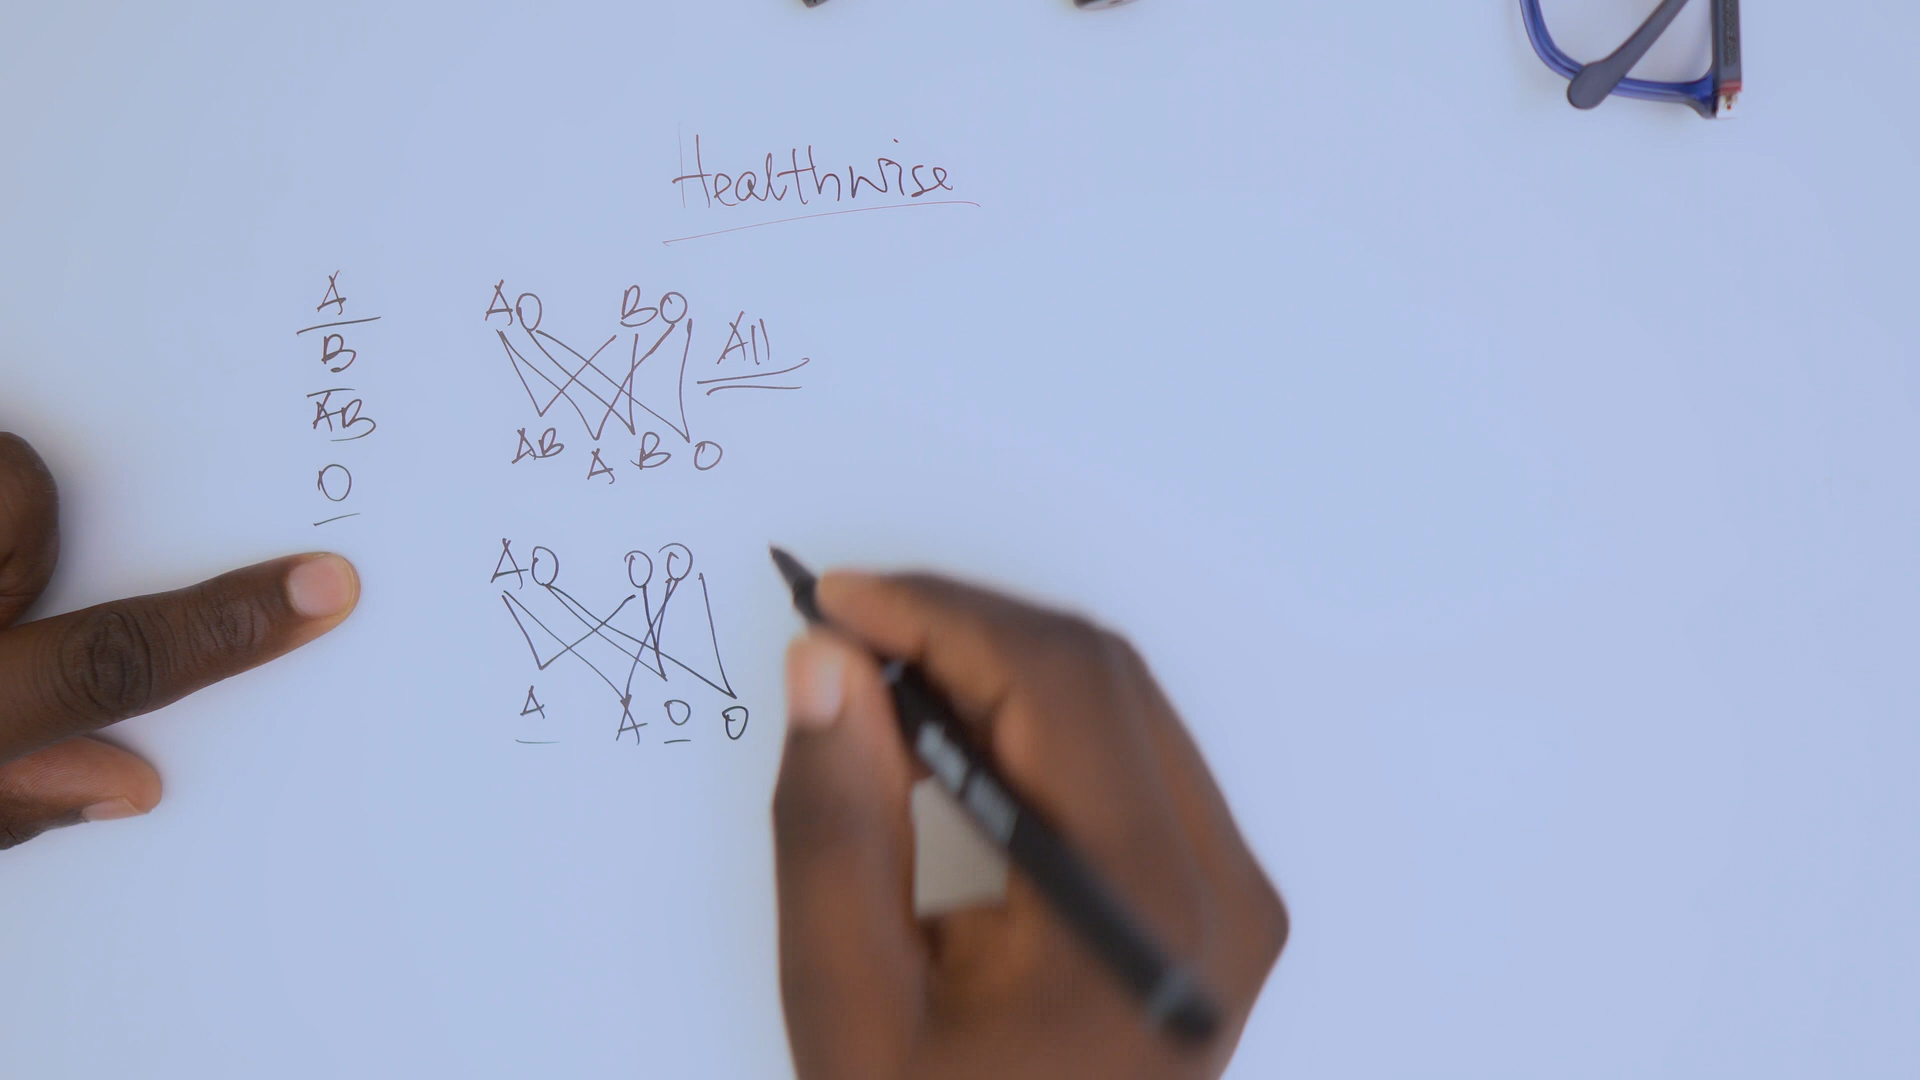 Healthwise
A
B
AB
O
AO BO
All
AB A B O
AO OO
A A O O